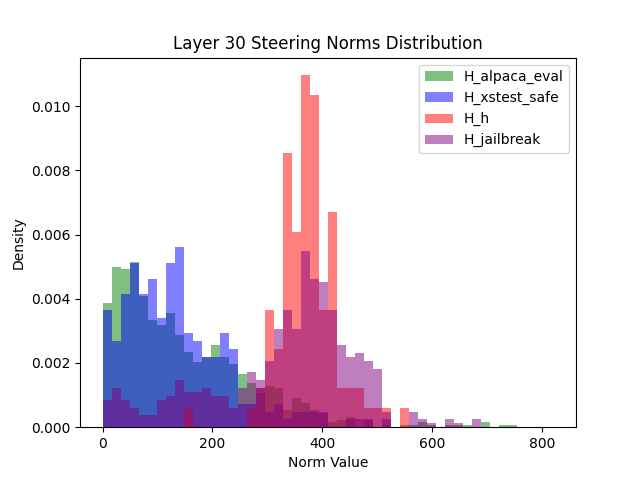 Layer 30 Steering Norms Distribution
H_alpaca_eval
H_xstest_safe
H_h
H_jailbreak
0.010
0.008
0.006
0.004
0.002
0.000
Density
0
200
400
600
800
Norm Value